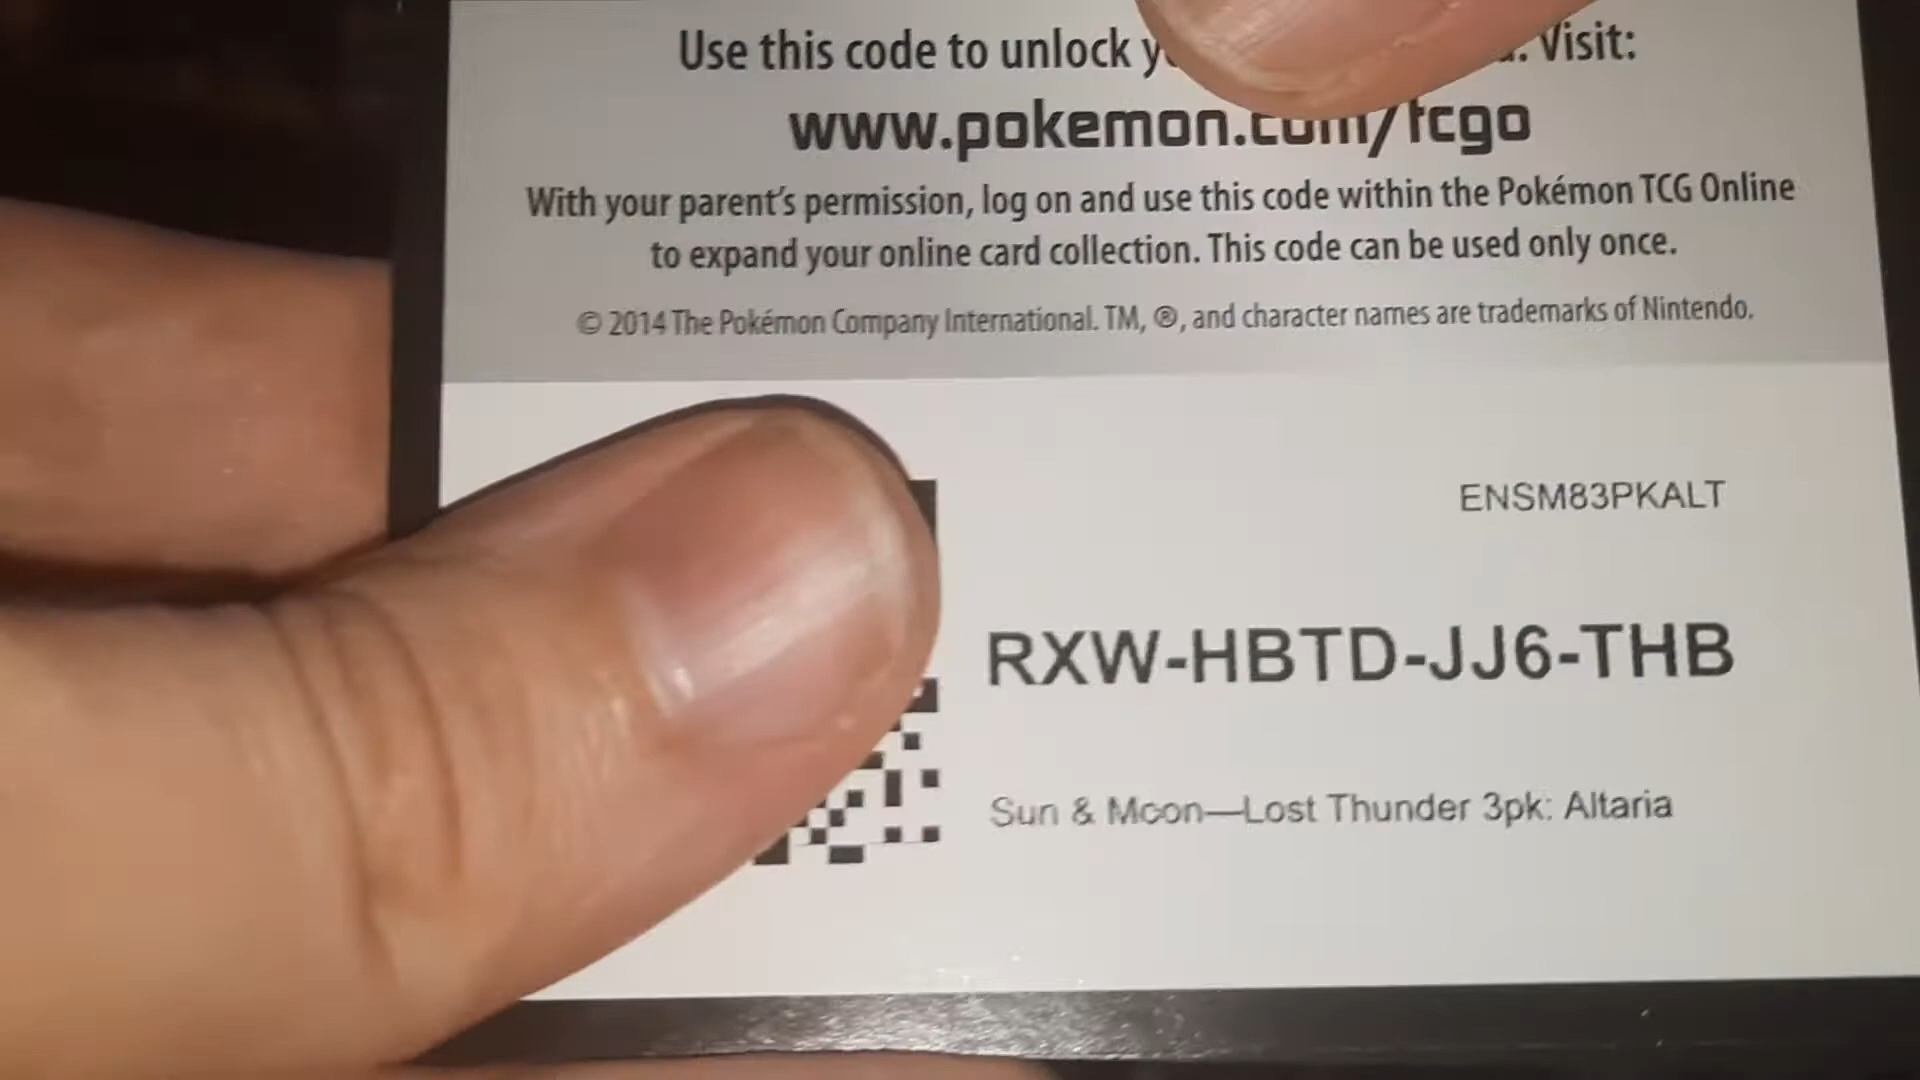 Use this code to unlock Visit:
www.pokemon.com/tcgo
With your parent's permission, log on and use this code within the Pokémon TCG Online
to expand your online card collection. This code can be used only once.
© 2014 The Pokémon Company International. TM, ®, and character names are trademarks of Nintendo.
ENSM83PKALT
RXW-HBTD-JJ6-THB
Sun & Moon—Lost Thunder 3pk: Altaria